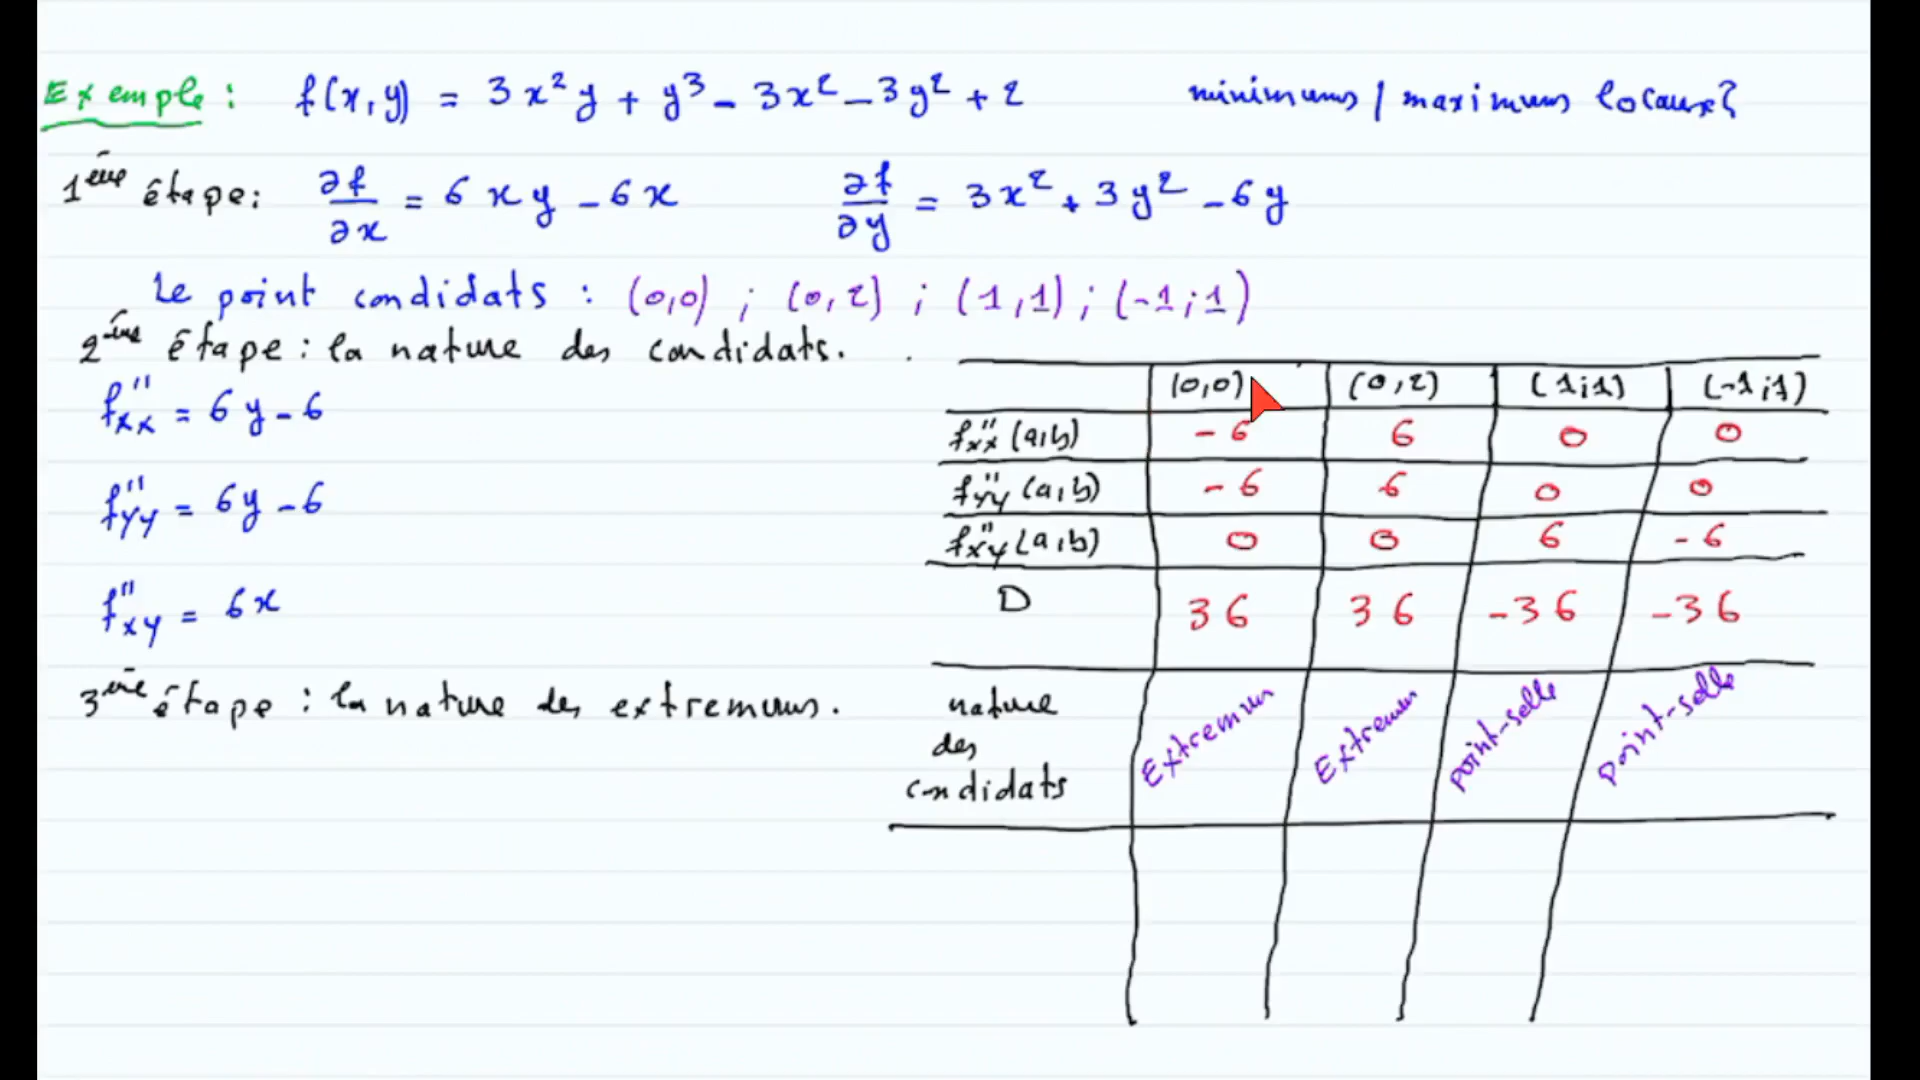 Exemple : f(x,y) = 3x²y + y³ - 3x² - 3y² + 2 minimums / maximums locaux?
1ème étape: ∂f/∂x = 6xy - 6x ∂f/∂y = 3x² + 3y² - 6y
Le point condidats : (0,0) ; (0,2) ; (1,1) ; (-1;1)
2ème étape : la nature des condidats.
f''xx = 6y - 6
f''yy = 6y - 6
f''xy = 6x
3ème étape : la nature des extremums.
(0,0) (0,2) (1;1) (-1;1)
f''xx (a,b) -6 6 0 0
f''yy (a,b) -6 6 0 0
f''xy (a,b) 0 0 6 -6
D 36 36 -36 -36
nature des condidats Extremum Extremum point-selle point-selle